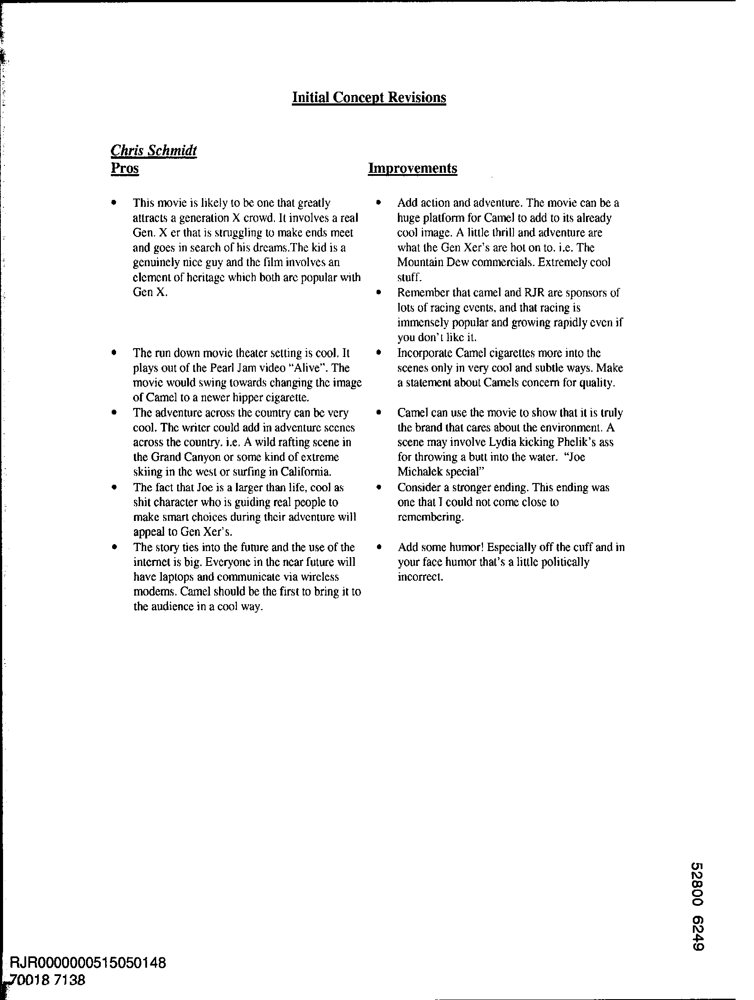 Initial Concept Revisions
Chris Schmidt
Pros
• This movie is likely to be one that greatly
attracts a generation X crowd. It involves a real
Gen. X er that is struggling to make ends meet
and goes in search of his dreams.The kid is a
genuinely nice guy and the film involves an
element of heritage which both are popular with
Gen X.
• The run down movie theater setting is cool. It
plays out of the Pearl Jam video “Alive”. The
movie would swing towards changing the image
of Camel to a newer hipper cigarette.
• The adventure across the country can be very
cool. The writer could add in adventure scenes
across the country. i.e. A wild rafting scene in
the Grand Canyon or some kind of extreme
skiing in the west or surfing in California.
• The fact that Joe is a larger than life, cool as
shit character who is guiding real people to
make smart choices during their adventure will
appeal to Gen Xer's.
• The story ties into the future and the use of the
internet is big. Everyone in the near future will
have laptops and communicate via wireless
modems. Camel should be the first to bring it to
the audience in a cool way.
Improvements
• Add action and adventure. The movie can be a
huge platform for Camel to add to its already
cool image. A little thrill and adventure are
what the Gen Xer's are hot on to. i.e. The
Mountain Dew commercials. Extremely cool
stuff.
• Remember that camel and RJR are sponsors of
lots of racing events, and that racing is
immensely popular and growing rapidly even if
you don't like it.
• Incorporate Camel cigarettes more into the
scenes only in very cool and subtle ways. Make
a statement about Camels concern for quality.
• Camel can use the movie to show that it is truly
the brand that cares about the environment. A
scene may involve Lydia kicking Phelik's ass
for throwing a butt into the water. “Joe
Michalek special”
• Consider a stronger ending. This ending was
one that I could not come close to
remembering.
• Add some humor! Especially off the cuff and in
your face humor that's a little politically
incorrect.
52800 6249
RJR0000000515050148
70018 7138